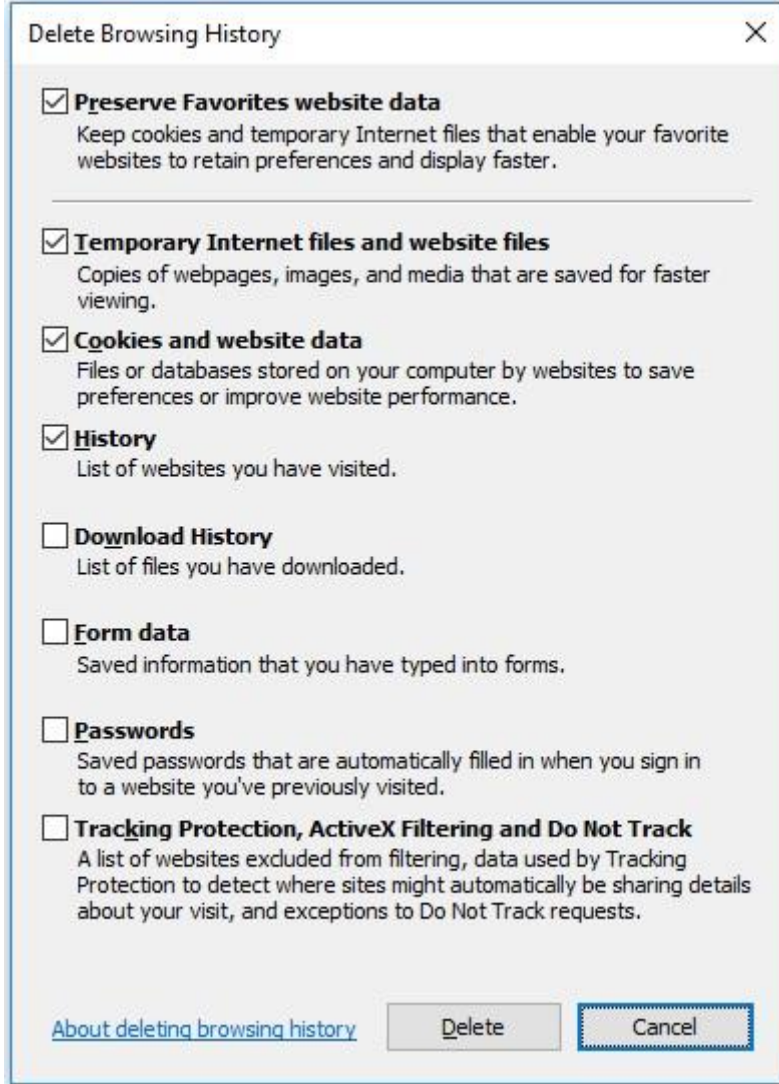 Delete Browsing History
Preserve Favorites website data
Keep cookies and temporary Internet files that enable your favorite
websites to retain preferences and display faster.
Temporary Internet files and website files
Copies of webpages, images, and media that are saved for faster
viewing.
Cookies and website data
Files or databases stored on your computer by websites to save
preferences or improve website performance.
History
List of websites you have visited.
Download History
List of files you have downloaded.
Form data
Saved information that you have typed into forms.
Passwords
Saved passwords that are automatically filled in when you sign in
to a website you've previously visited.
Tracking Protection, ActiveX Filtering and Do Not Track
A list of websites excluded from filtering, data used by Tracking
Protection to detect where sites might automatically be sharing details
about your visit, and exceptions to Do Not Track requests.
About deleting browsing history Delete Cancel